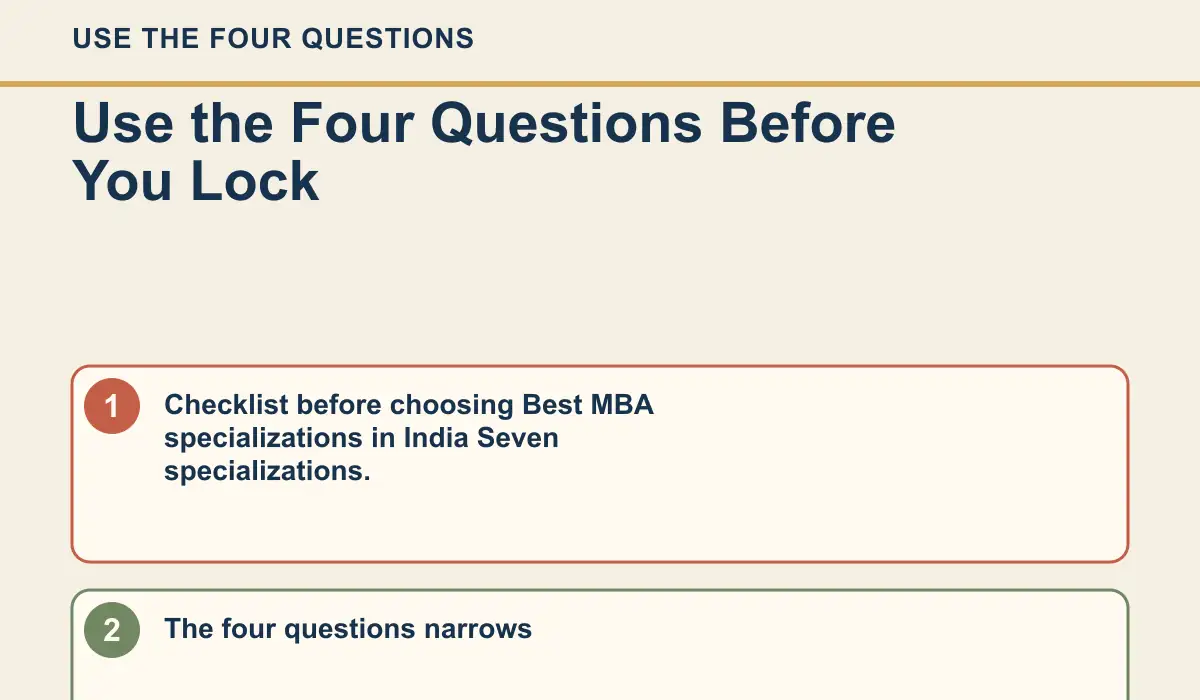 USE THE FOUR QUESTIONS
Use the Four Questions Before
You Lock
1
Checklist before choosing Best MBA
specializations in India Seven
specializations.
2
The four questions narrows